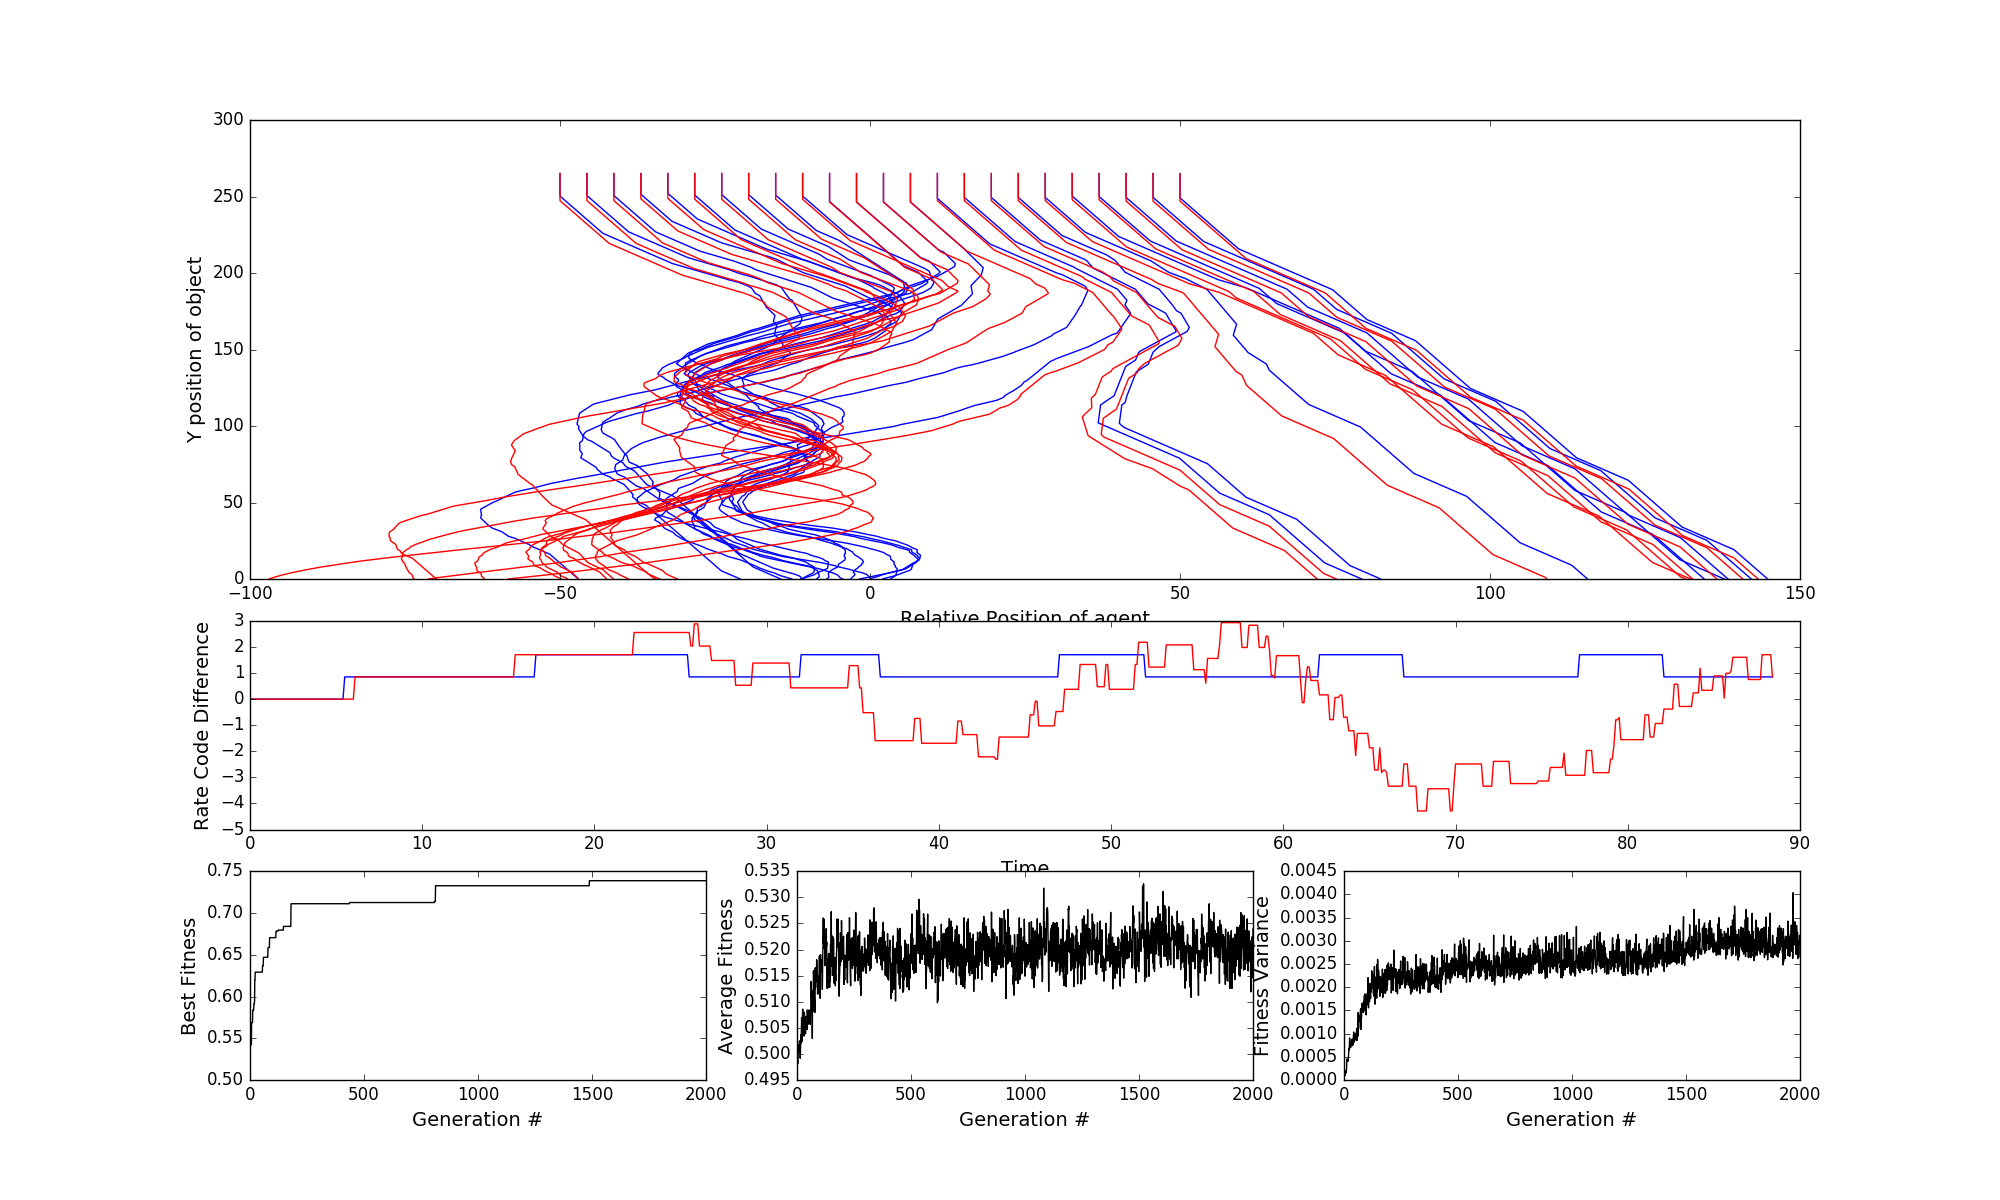 300
250
200
150
100
50
0
Y position of object
−100 −50 0 50 100 150
Relative Position of agent
3
2
1
0
−1
−2
−3
−4
−5
Rate Code Difference
0 10 20 30 40 50 60 70 80 90
Time
0.75
0.70
0.65
0.60
0.55
0.50
Best Fitness
0 500 1000 1500 2000
Generation #
0.535
0.530
0.525
0.520
0.515
0.510
0.505
0.500
0.495
Average Fitness
0 500 1000 1500 2000
Generation #
0.0045
0.0040
0.0035
0.0030
0.0025
0.0020
0.0015
0.0010
0.0005
0.0000
Fitness Variance
0 500 1000 1500 2000
Generation #